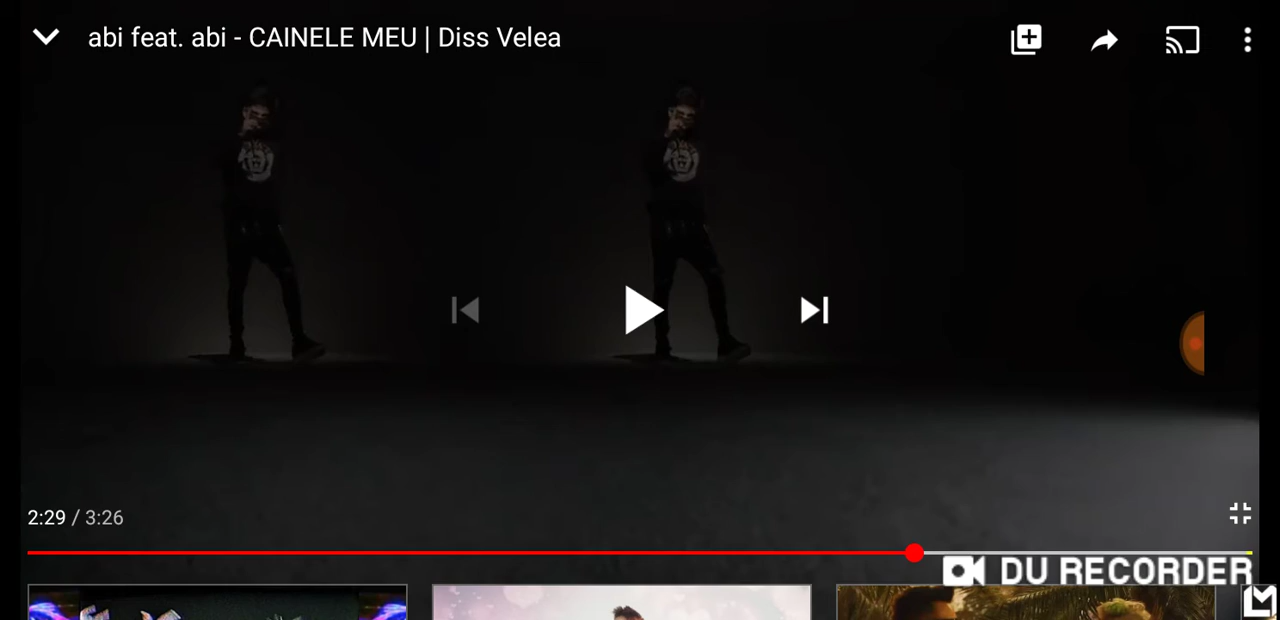 abi feat. abi - CAINELE MEU | Diss Velea
2:29 / 3:26
DU RECORDER